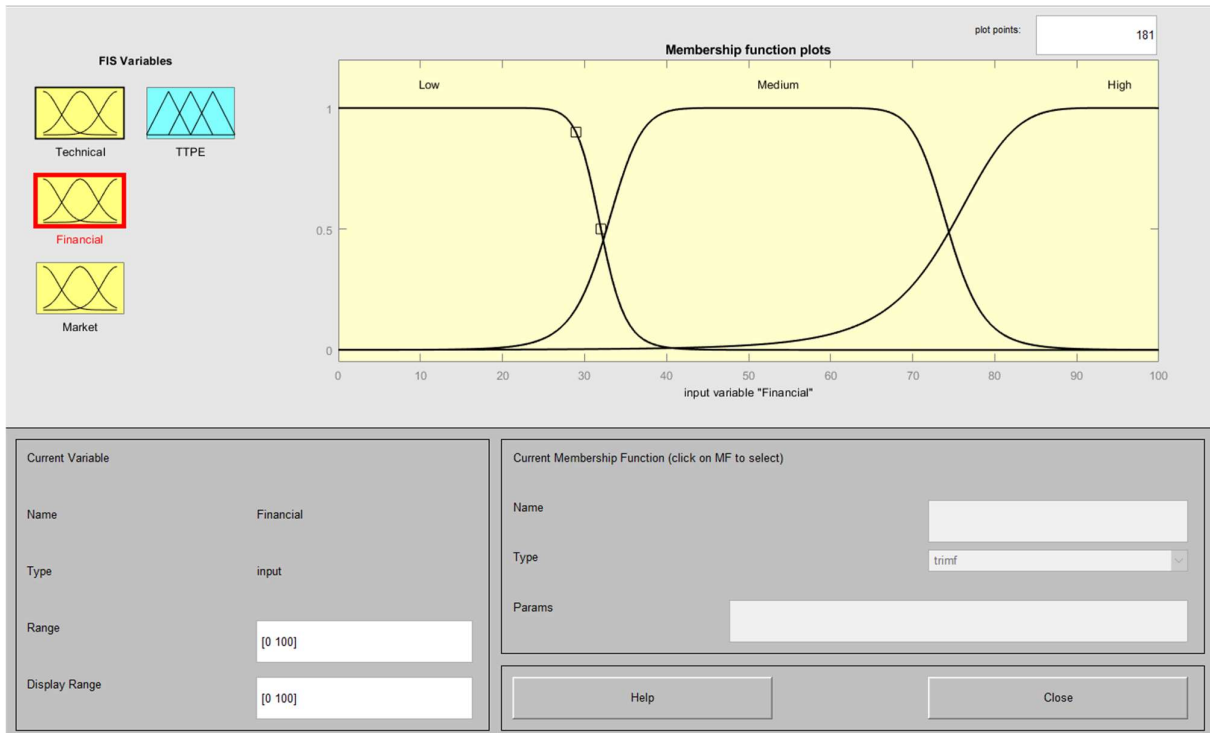 plot points:
181
FIS Variables
Technical
TTPE
Financial
Market
Membership function plots
Low Medium High
1
0.5
0
0 10 20 30 40 50 60 70 80 90 100
input variable "Financial"
Current Variable
Name Financial
Type input
Range [0 100]
Display Range [0 100]
Current Membership Function (click on MF to select)
Name
Type trimf
Params
Help Close